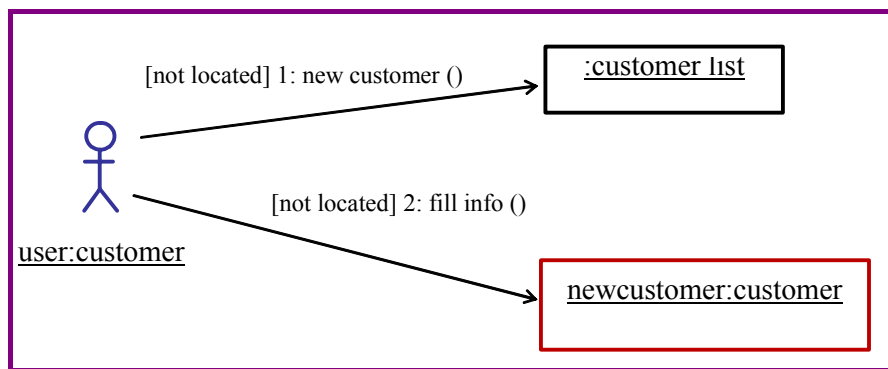 :customer list
[not located] 1: new customer ()
[not located] 2: fill info ()
user:customer
newcustomer:customer